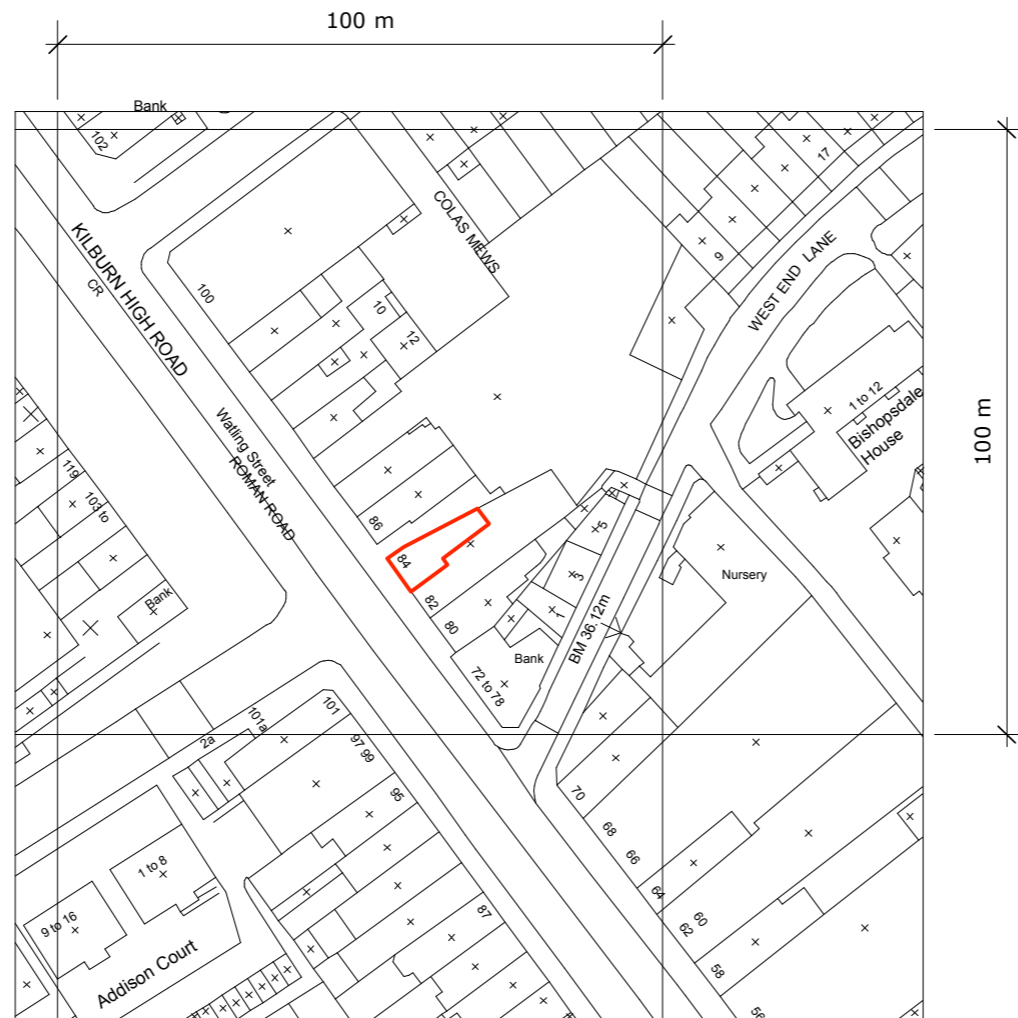 100 m
Bank
102
17
COLAS MEWS
KILBURN HIGH ROAD
CR
9
WEST END LANE
100
10
12
100 m
1 to 12
Bishopsdale
House
Watling Street
ROMAN ROAD
119
103 to
86
5
84
3
Nursery
Bank
82
1
80
BM 36.12m
Bank
72 to 78
101
101a
2a
97 99
95
70
68
66
64
1 to 8
60
62
87
9 to 16
58
Addison Court
56